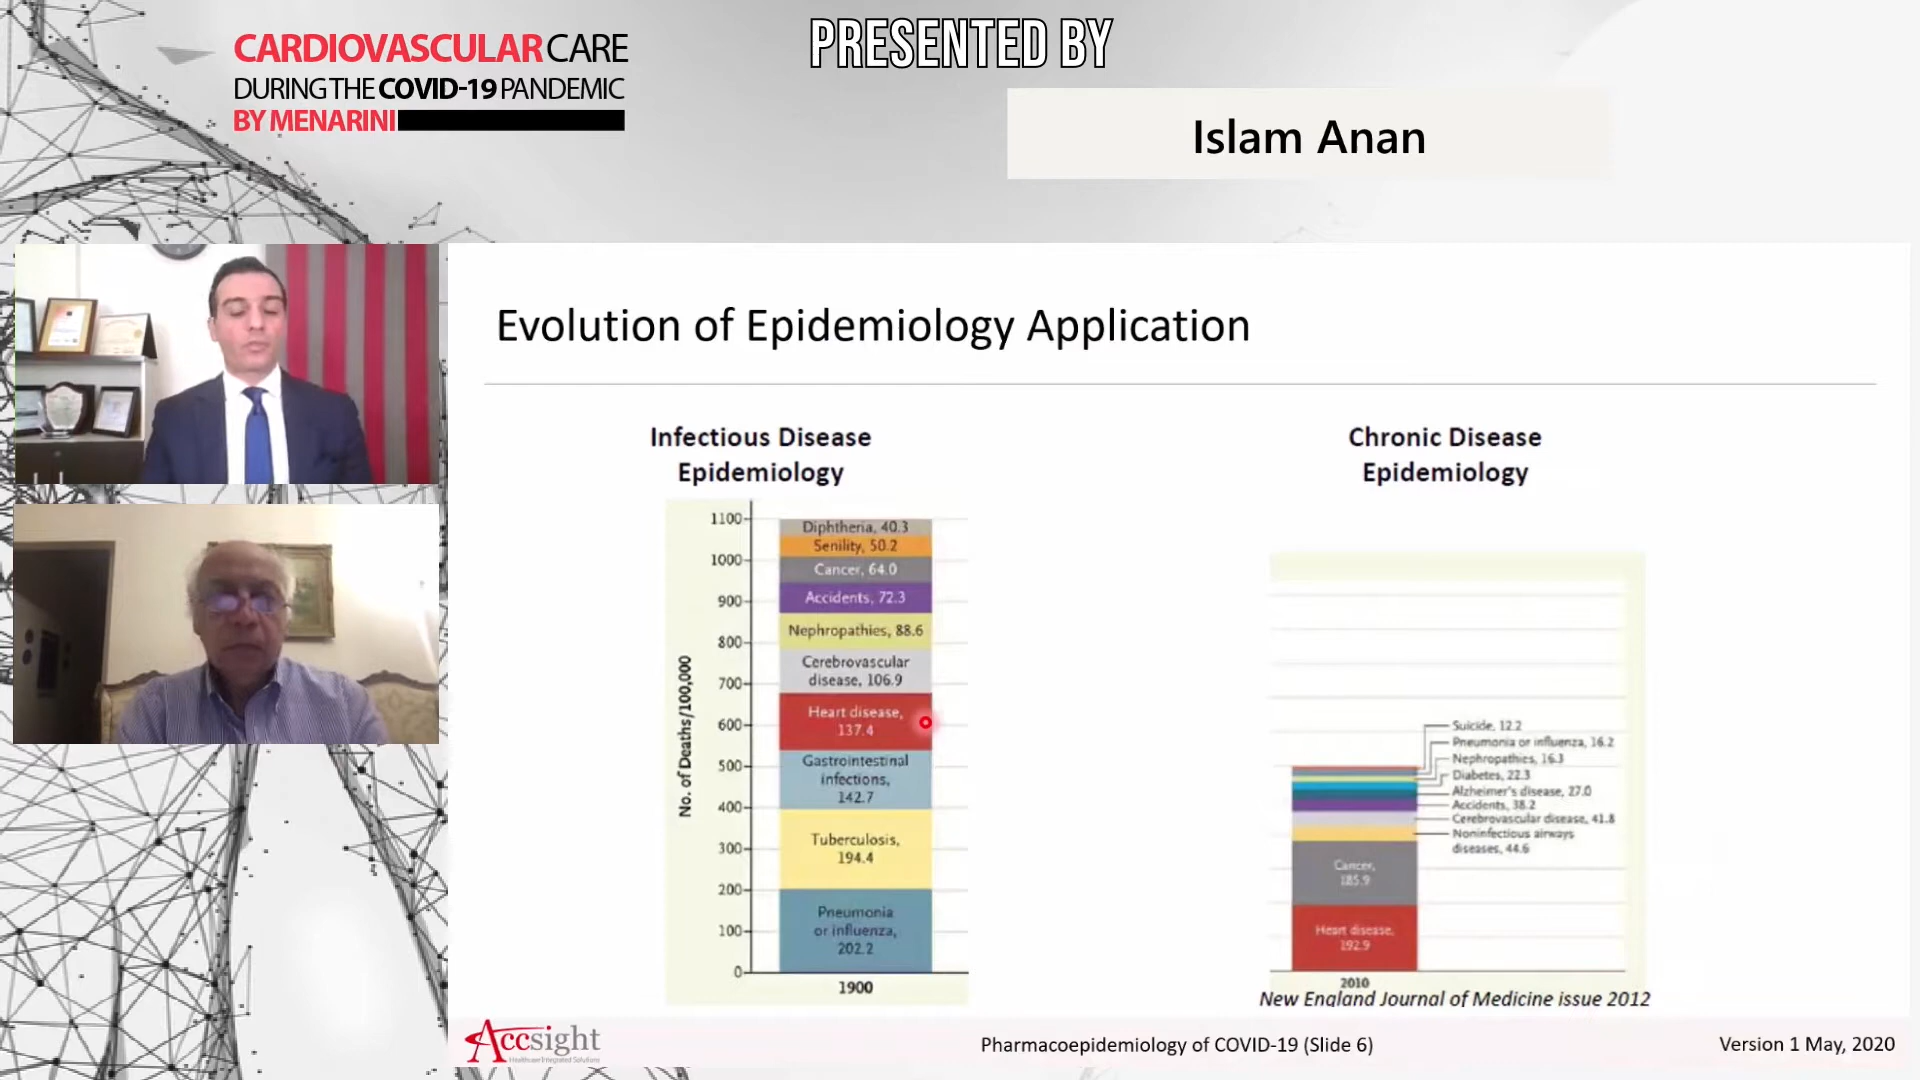 CARDIOVASCULAR CARE
DURING THE COVID-19 PANDEMIC
BY MENARINI
PRESENTED BY
Islam Anan
Evolution of Epidemiology Application
Infectious Disease
Epidemiology
No. of Deaths/100,000
1100
1000
900
800
700
600
500
400
300
200
100
0
Diphtheria, 40.3
Senility, 50.2
Cancer, 64.0
Accidents, 72.3
Nephropathies, 88.6
Cerebrovascular
disease, 106.9
Heart disease,
137.4
Gastrointestinal
infections,
142.7
Tuberculosis,
194.4
Pneumonia
or influenza,
202.2
1900
Chronic Disease
Epidemiology
Suicide, 12.2
Pneumonia or influenza, 16.2
Nephropathies, 16.3
Diabetes, 22.3
Alzheimer's disease, 27.0
Accidents, 38.2
Cerebrovascular disease, 41.8
Noninfectious airways
diseases, 44.6
Cancer,
185.9
Heart disease,
192.9
2010
New England Journal of Medicine issue 2012
Accsight
Healthcare Integrated Solutions
Pharmacoepidemiology of COVID-19 (Slide 6)
Version 1 May, 2020